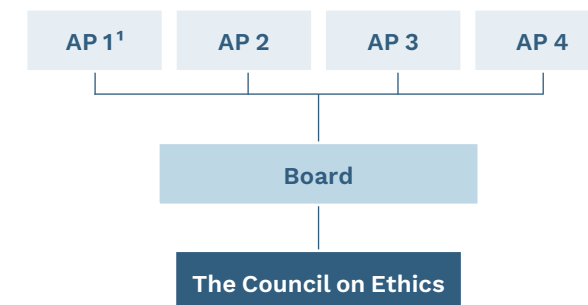 AP 1¹
AP 2
AP 3
AP 4
Board
The Council on Ethics